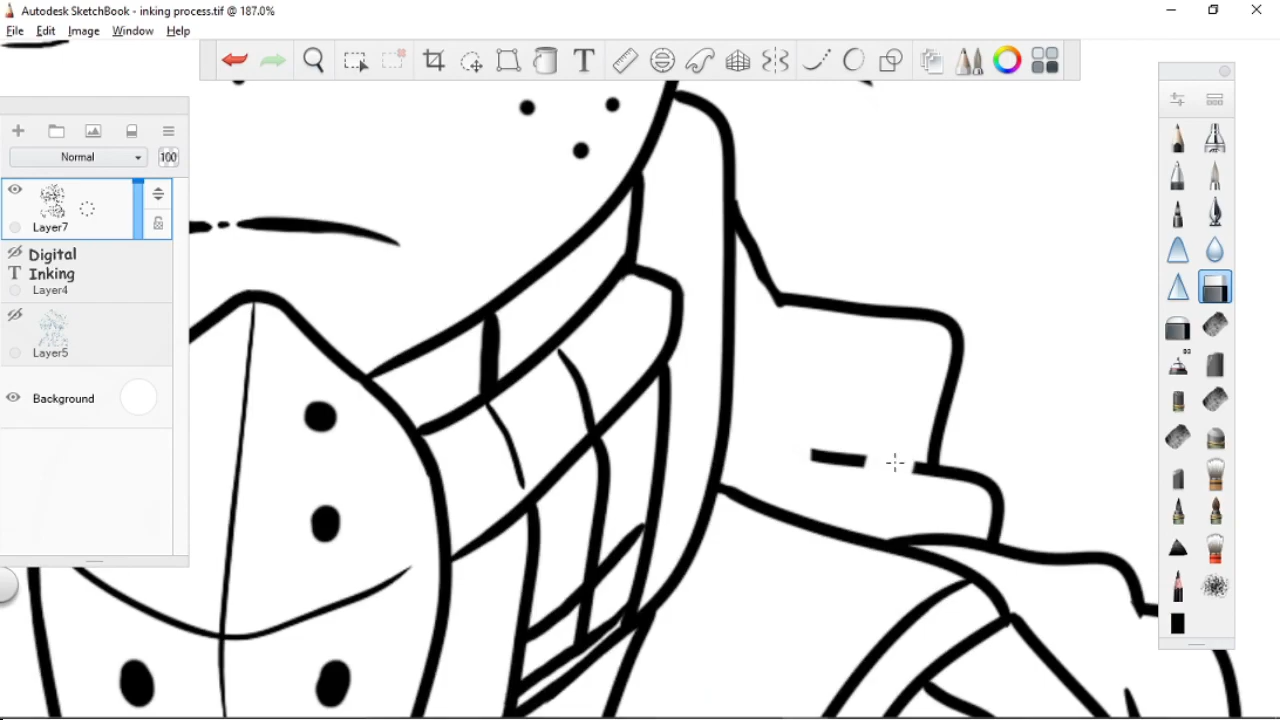 Autodesk SketchBook - inking process.tif @ 187.0%
File Edit Image Window Help
Normal 100
Layer7
Digital
Inking
Layer4
Layer5
Background